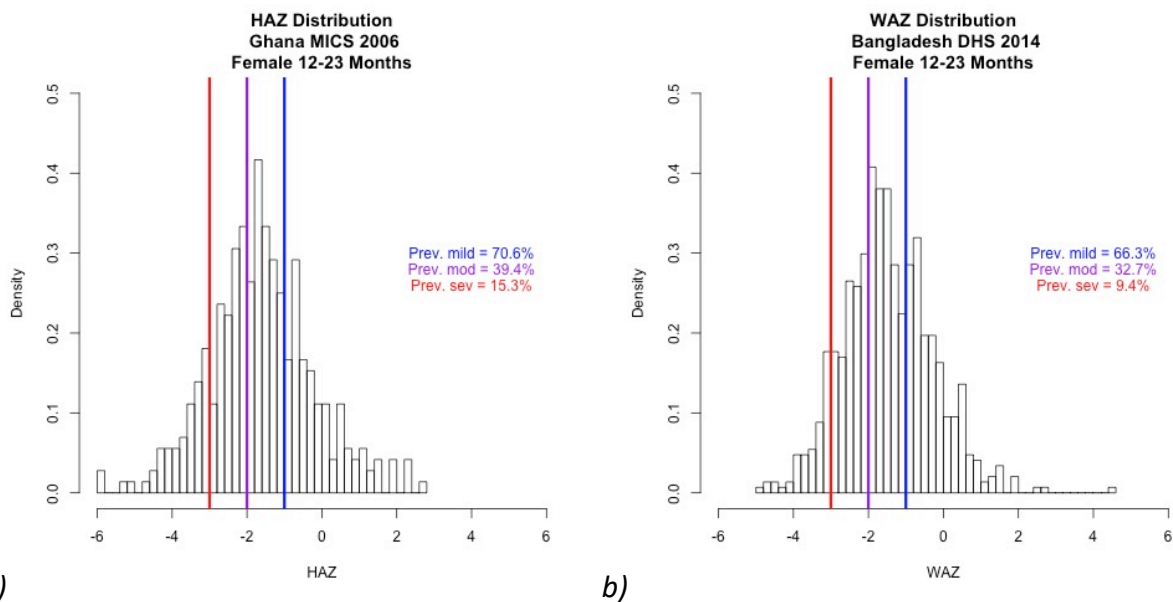 HAZ Distribution
Ghana MICS 2006
Female 12-23 Months
0.5
0.4
0.3
0.2
0.1
0.0
Density
Prev. mild = 70.6%
Prev. mod = 39.4%
Prev. sev = 15.3%
-6 -4 -2 0 2 4 6
HAZ
)
WAZ Distribution
Bangladesh DHS 2014
Female 12-23 Months
0.5
0.4
0.3
0.2
0.1
0.0
Density
Prev. mild = 66.3%
Prev. mod = 32.7%
Prev. sev = 9.4%
-6 -4 -2 0 2 4 6
WAZ
b)